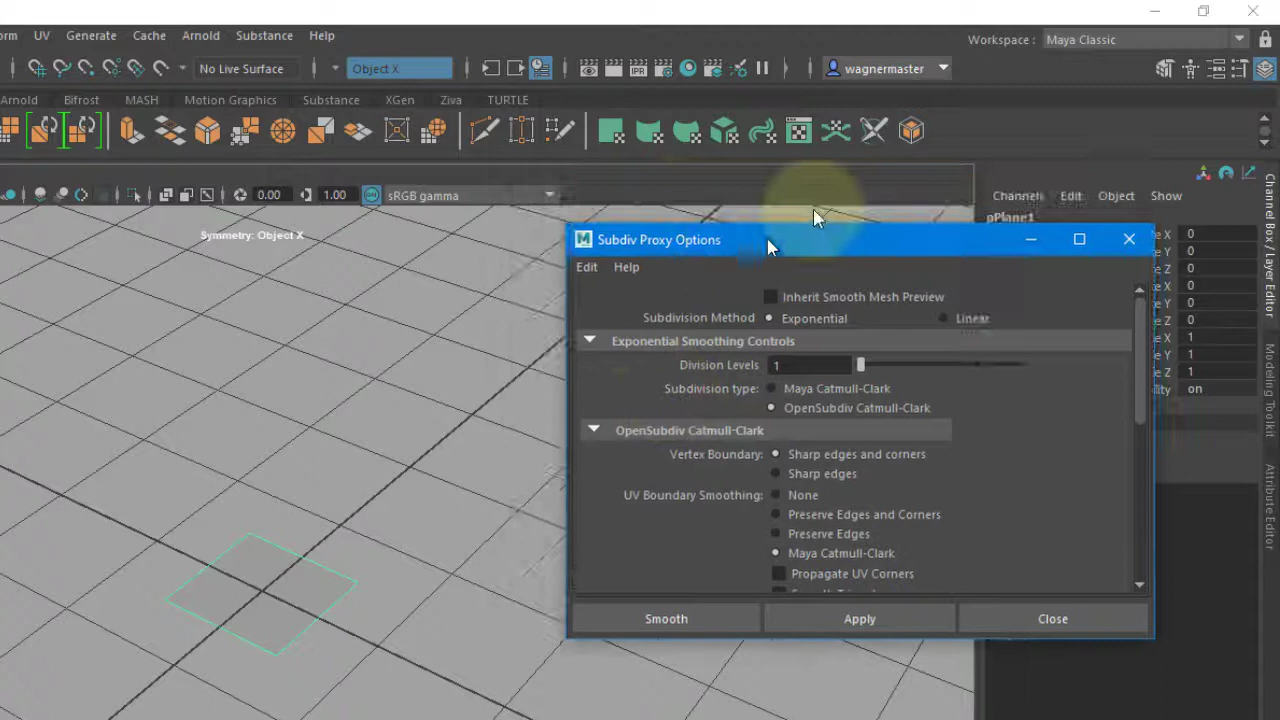 orm UV Generate Cache Arnold Substance Help
Workspace : Maya Classic
No Live Surface Object X IPR wagnermaster
Arnold Bifrost MASH Motion Graphics Substance XGen Ziva TURTLE
0.00 1.00 ON sRGB gamma
Channels Edit Object Show
pPlane1
Symmetry: Object X
Subdiv Proxy Options
e X 0
e Y 0
e Z 0
e X 0
e Y 0
e Z 0
e X 1
e Y 1
e Z 1
ility on
Edit Help
Inherit Smooth Mesh Preview
Subdivision Method Exponential Linear
Exponential Smoothing Controls
Division Levels 1
Subdivision type: Maya Catmull-Clark
OpenSubdiv Catmull-Clark
OpenSubdiv Catmull-Clark
Vertex Boundary: Sharp edges and corners
Sharp edges
UV Boundary Smoothing: None
Preserve Edges and Corners
Preserve Edges
Maya Catmull-Clark
Propagate UV Corners
Smooth Apply Close
Channel Box / Layer Editor
Modeling Toolkit
Attribute Editor